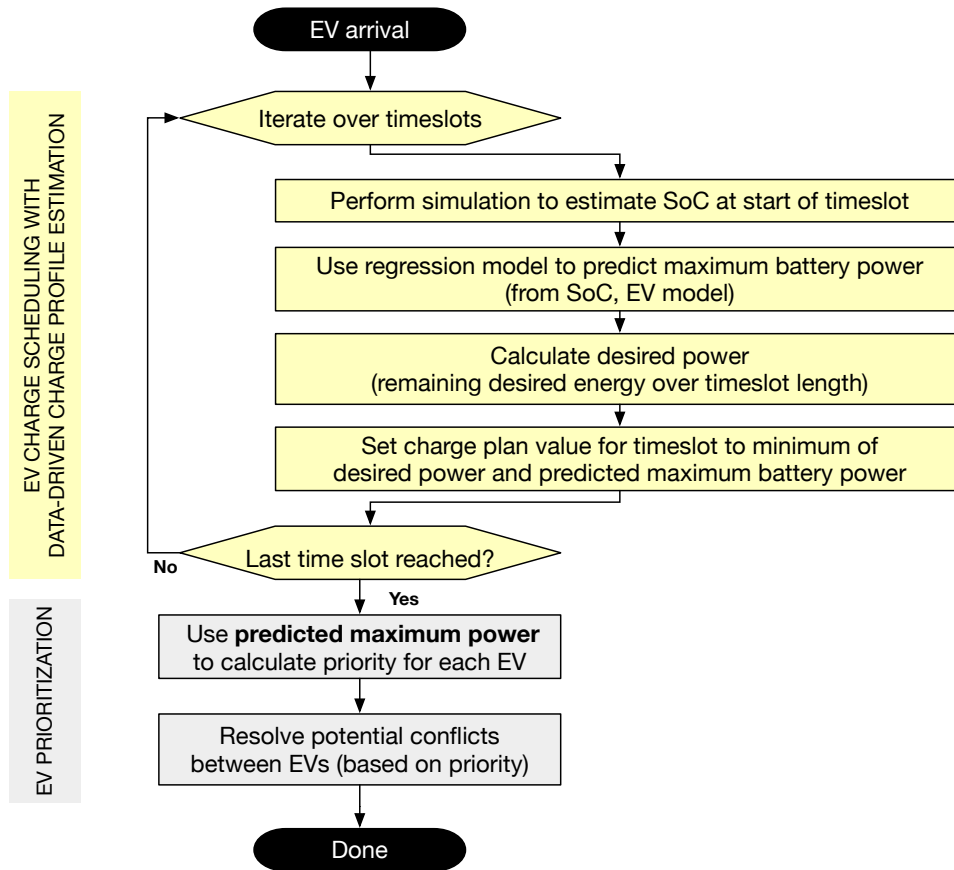 EV arrival
EV CHARGE SCHEDULING WITH
DATA-DRIVEN CHARGE PROFILE ESTIMATION
Iterate over timeslots
Perform simulation to estimate SoC at start of timeslot
Use regression model to predict maximum battery power
(from SoC, EV model)
Calculate desired power
(remaining desired energy over timeslot length)
Set charge plan value for timeslot to minimum of
desired power and predicted maximum battery power
Last time slot reached?
No
Yes
EV PRIORITIZATION
Use predicted maximum power
to calculate priority for each EV
Resolve potential conflicts
between EVs (based on priority)
Done